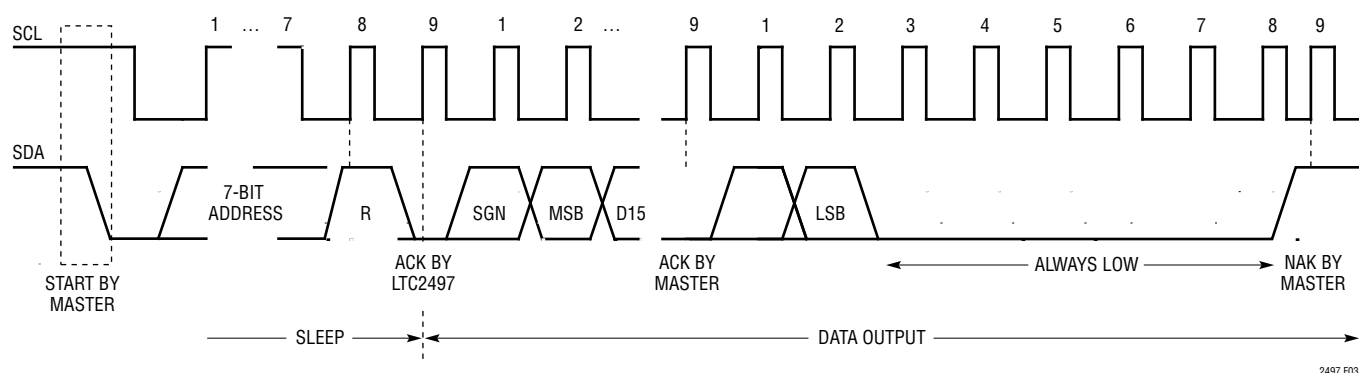 1 … 7 8 9 1 2 … 9 1 2 3 4 5 6 7 8 9
SCL
SDA
7-BIT
ADDRESS
R
SGN
MSB
D15
LSB
START BY
MASTER
ACK BY
LTC2497
ACK BY
MASTER
ALWAYS LOW
NAK BY
MASTER
SLEEP
DATA OUTPUT
2497 F03